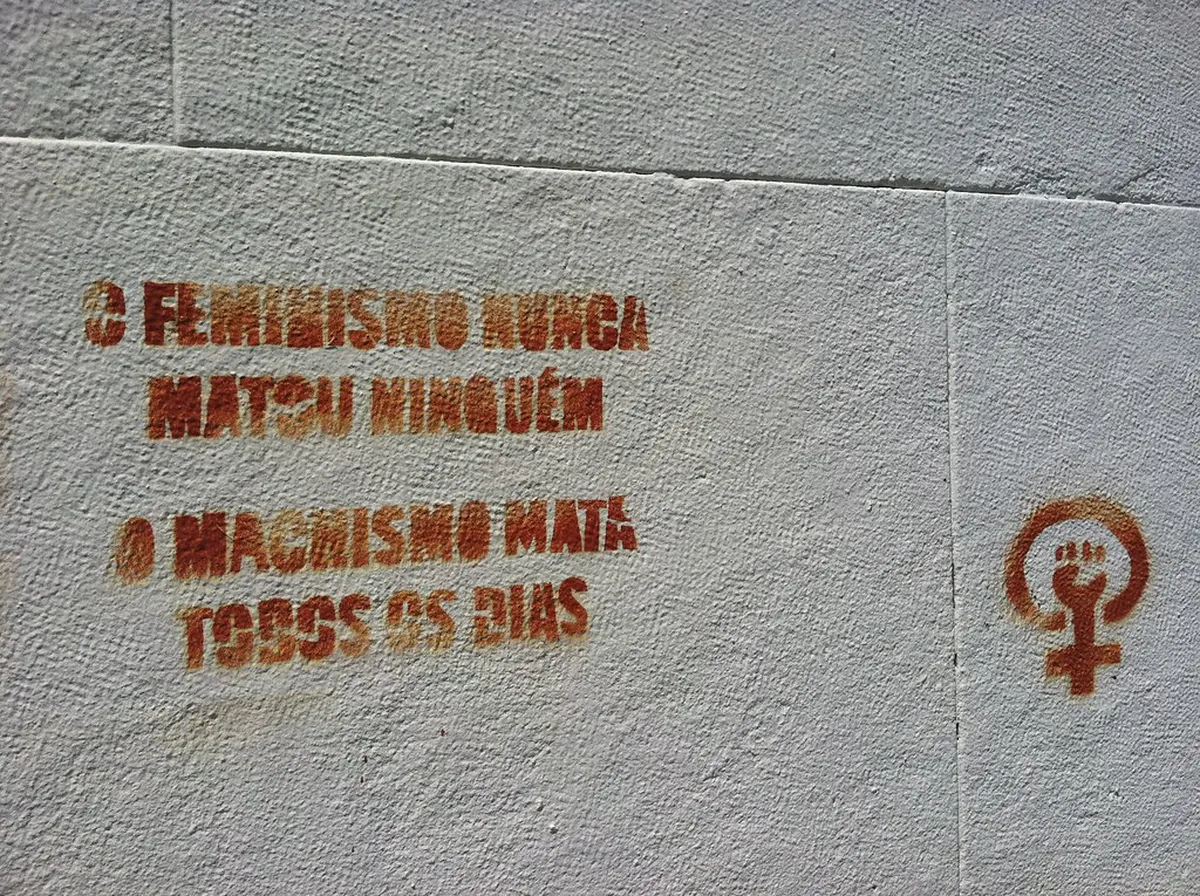 O FEMINISMO NUNCA
MATOU NINGUÉM
O MACHISMO MATA
TODOS OS DIAS